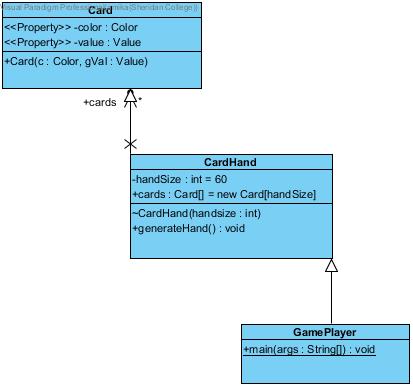 Visual Paradigm Professional (Sheridan College)
Card
<<Property>> -color : Color
<<Property>> -value : Value
+Card(c : Color, gVal : Value)
+cards
*
CardHand
-handSize : int = 60
+cards : Card[] = new Card[handSize]
~CardHand(handsize : int)
+generateHand() : void
GamePlayer
+main(args : String[]) : void